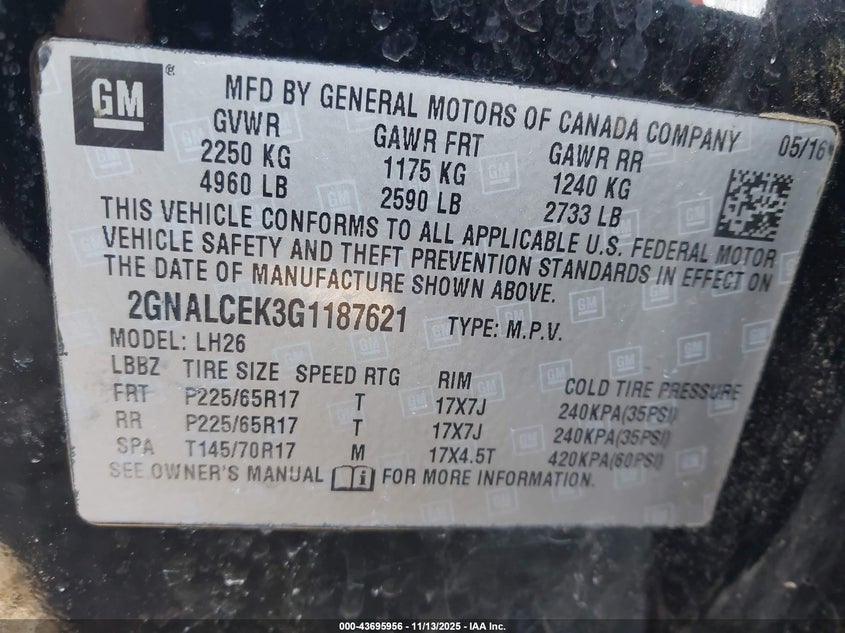 GM ®
MFD BY GENERAL MOTORS OF CANADA COMPANY 05/16
GVWR GAWR FRT GAWR RR
2250 KG 1175 KG 1240 KG
4960 LB 2590 LB 2733 LB
THIS VEHICLE CONFORMS TO ALL APPLICABLE U.S. FEDERAL MOTOR
VEHICLE SAFETY AND THEFT PREVENTION STANDARDS IN EFFECT ON
THE DATE OF MANUFACTURE SHOWN ABOVE.
2GNALCEK3G1187621 TYPE: M.P.V.
MODEL: LH26
LBBZ TIRE SIZE SPEED RTG RIM COLD TIRE PRESSURE
FRT P225/65R17 T 17X7J 240KPA(35PSI)
RR P225/65R17 T 17X7J 240KPA(35PSI)
SPA T145/70R17 M 17X4.5T 420KPA(60PSI)
SEE OWNER'S MANUAL i FOR MORE INFORMATION.
000-43695956 - 11/13/2025 - IAA Inc.